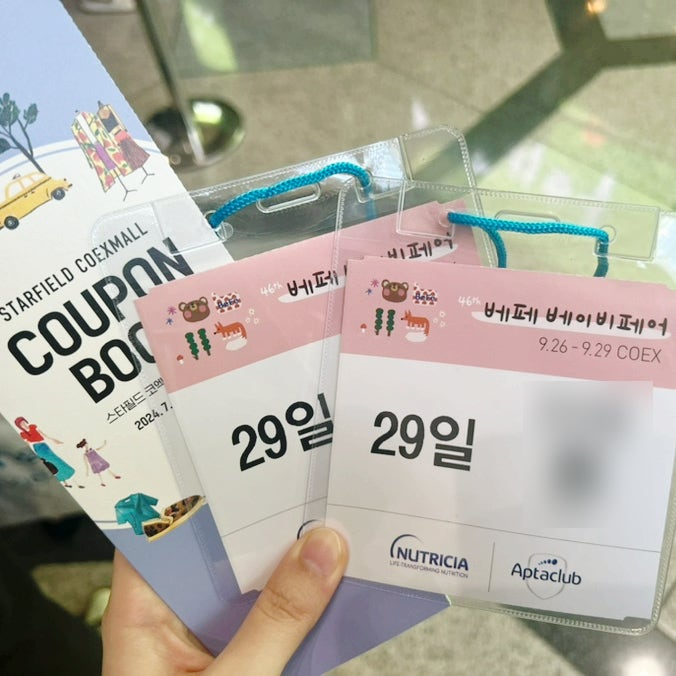 STARFIELD COEXMALL
COUPON
BOO
스타필드 코엑
2024.7.
46th 베페 베
29일
46th 베페 베이비페어
9.26 - 9.29 COEX
29일
NUTRICIA
LIFE-TRANSFORMING NUTRITION
Aptaclub